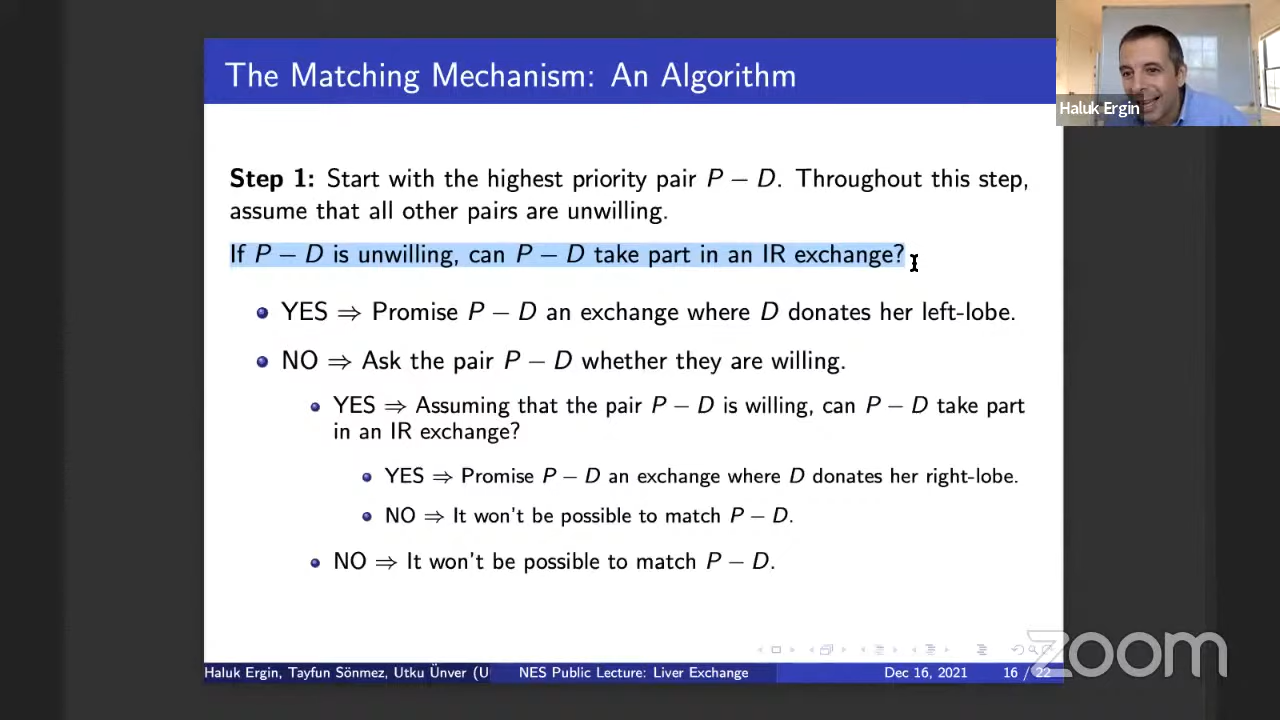 The Matching Mechanism: An Algorithm
Haluk Ergin
Step 1: Start with the highest priority pair P − D. Throughout this step,
assume that all other pairs are unwilling.
If P − D is unwilling, can P − D take part in an IR exchange?
YES ⇒ Promise P − D an exchange where D donates her left-lobe.
NO ⇒ Ask the pair P − D whether they are willing.
YES ⇒ Assuming that the pair P − D is willing, can P − D take part
in an IR exchange?
YES ⇒ Promise P − D an exchange where D donates her right-lobe.
NO ⇒ It won't be possible to match P − D.
NO ⇒ It won't be possible to match P − D.
Haluk Ergin, Tayfun Sönmez, Utku Ünver (U
NES Public Lecture: Liver Exchange
Dec 16, 2021
16 / 22
zoom